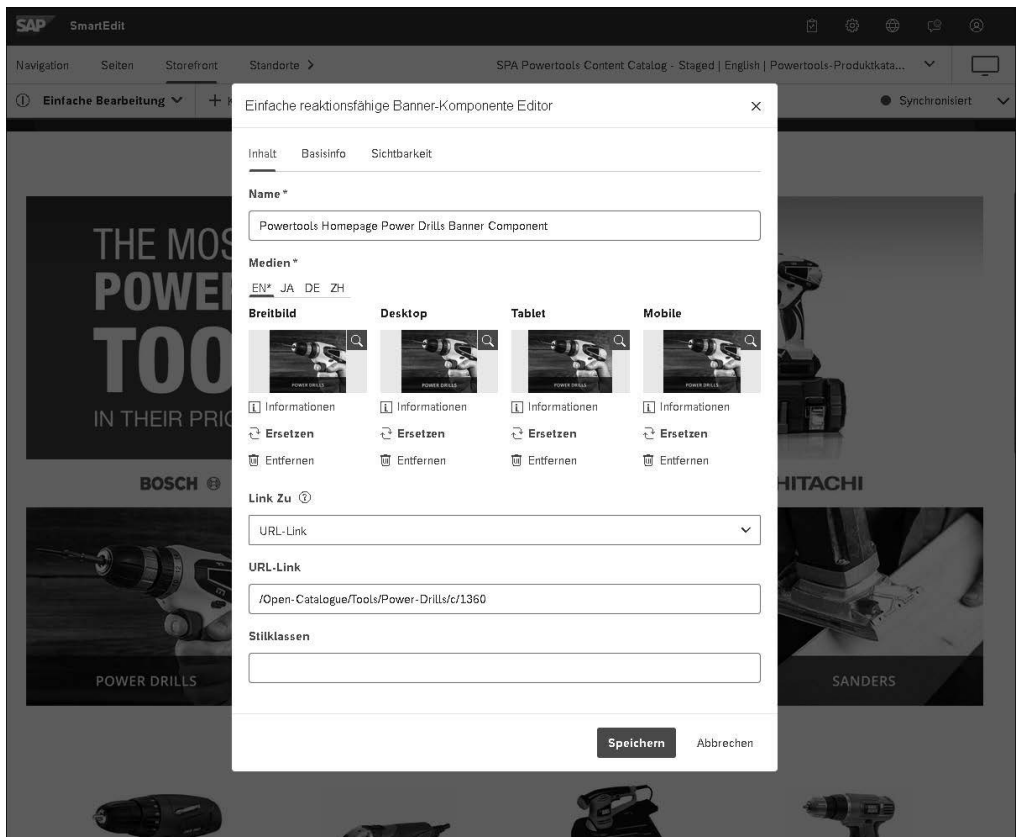 SAP SmartEdit
Navigation Seiten Storefront Standorte
SPA Powertools Content Catalog - Staged | English | Powertools-Produktkata...
Einfache Bearbeitung
Synchronisiert
Einfache reaktionsfähige Banner-Komponente Editor
Inhalt Basisinfo Sichtbarkeit
Name*
Powertools Homepage Power Drills Banner Component
Medien*
EN* JA DE ZH
Breitbild Desktop Tablet Mobile
POWER DRILLS POWER DRILLS POWER DRILLS POWER DRILLS
Informationen Informationen Informationen Informationen
Ersetzen Ersetzen Ersetzen Ersetzen
Entfernen Entfernen Entfernen Entfernen
Link Zu
URL-Link
URL-Link
/Open-Catalogue/Tools/Power-Drills/c/1360
Stilklassen
Speichern Abbrechen
THE MOS
POWE
TOO
IN THEIR PRIC
BOSCH
HITACHI
POWER DRILLS
SANDERS